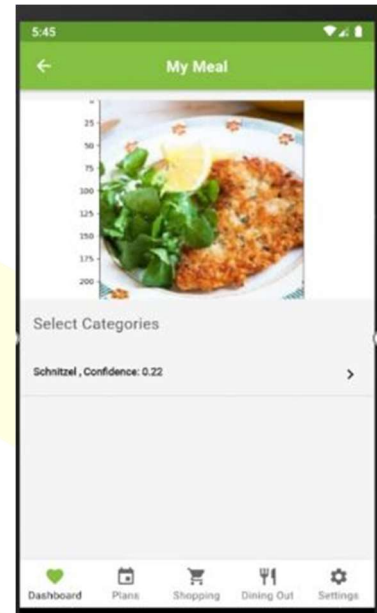 5:45
My Meal
25
50
75
100
125
150
175
200
Select Categories
Schnitzel , Confidence: 0.22
Dashboard Plans Shopping Dining Out Settings